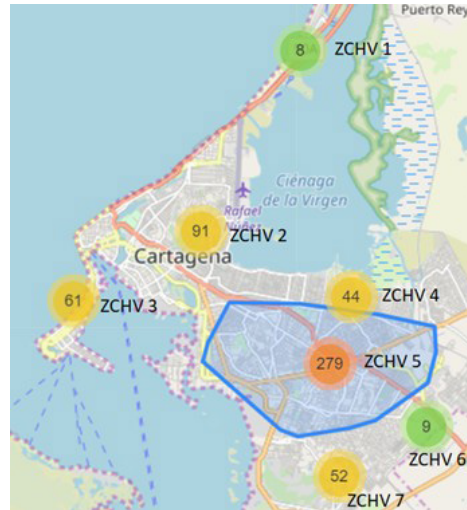 Puerto Rey
8 ZCHV 1
Ciénaga
de la Virgen
Rafael
Núñez
91 ZCHV 2
Cartagena
61 ZCHV 3
44 ZCHV 4
279 ZCHV 5
9
ZCHV 6
52
ZCHV 7